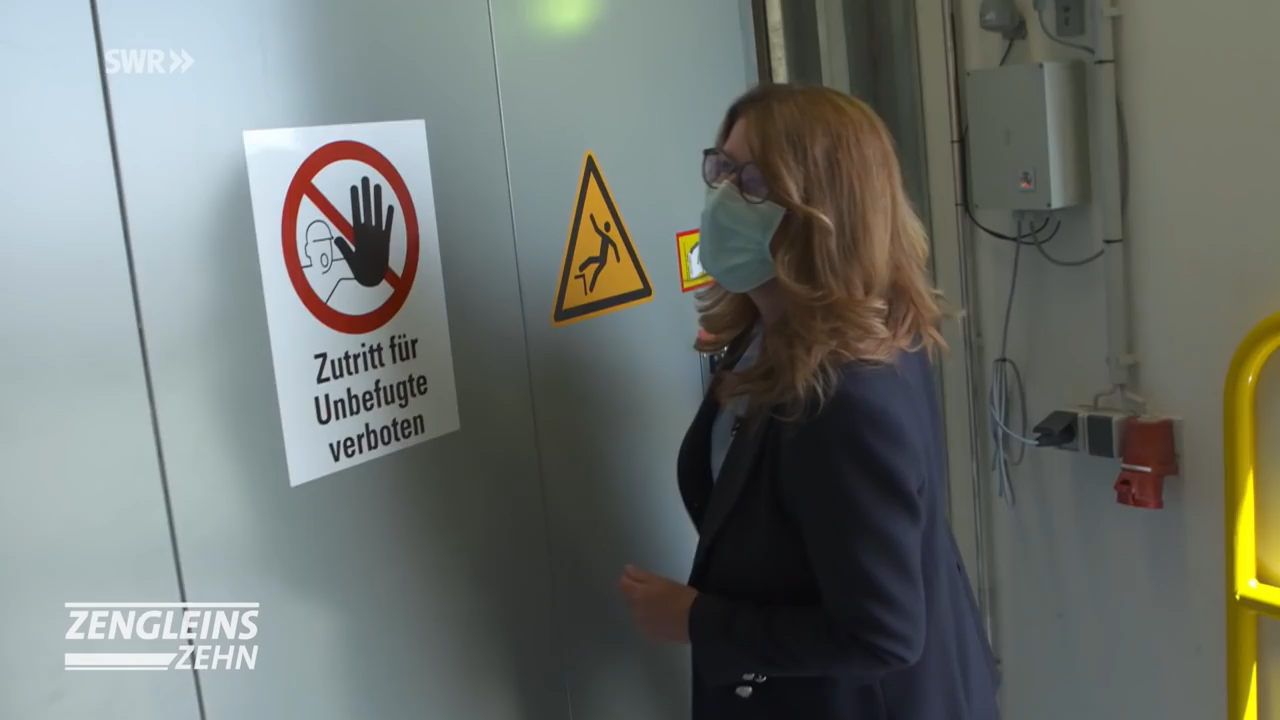 SWR
Zutritt für
Unbefugte
verboten
ZENGLEINS
ZEHN